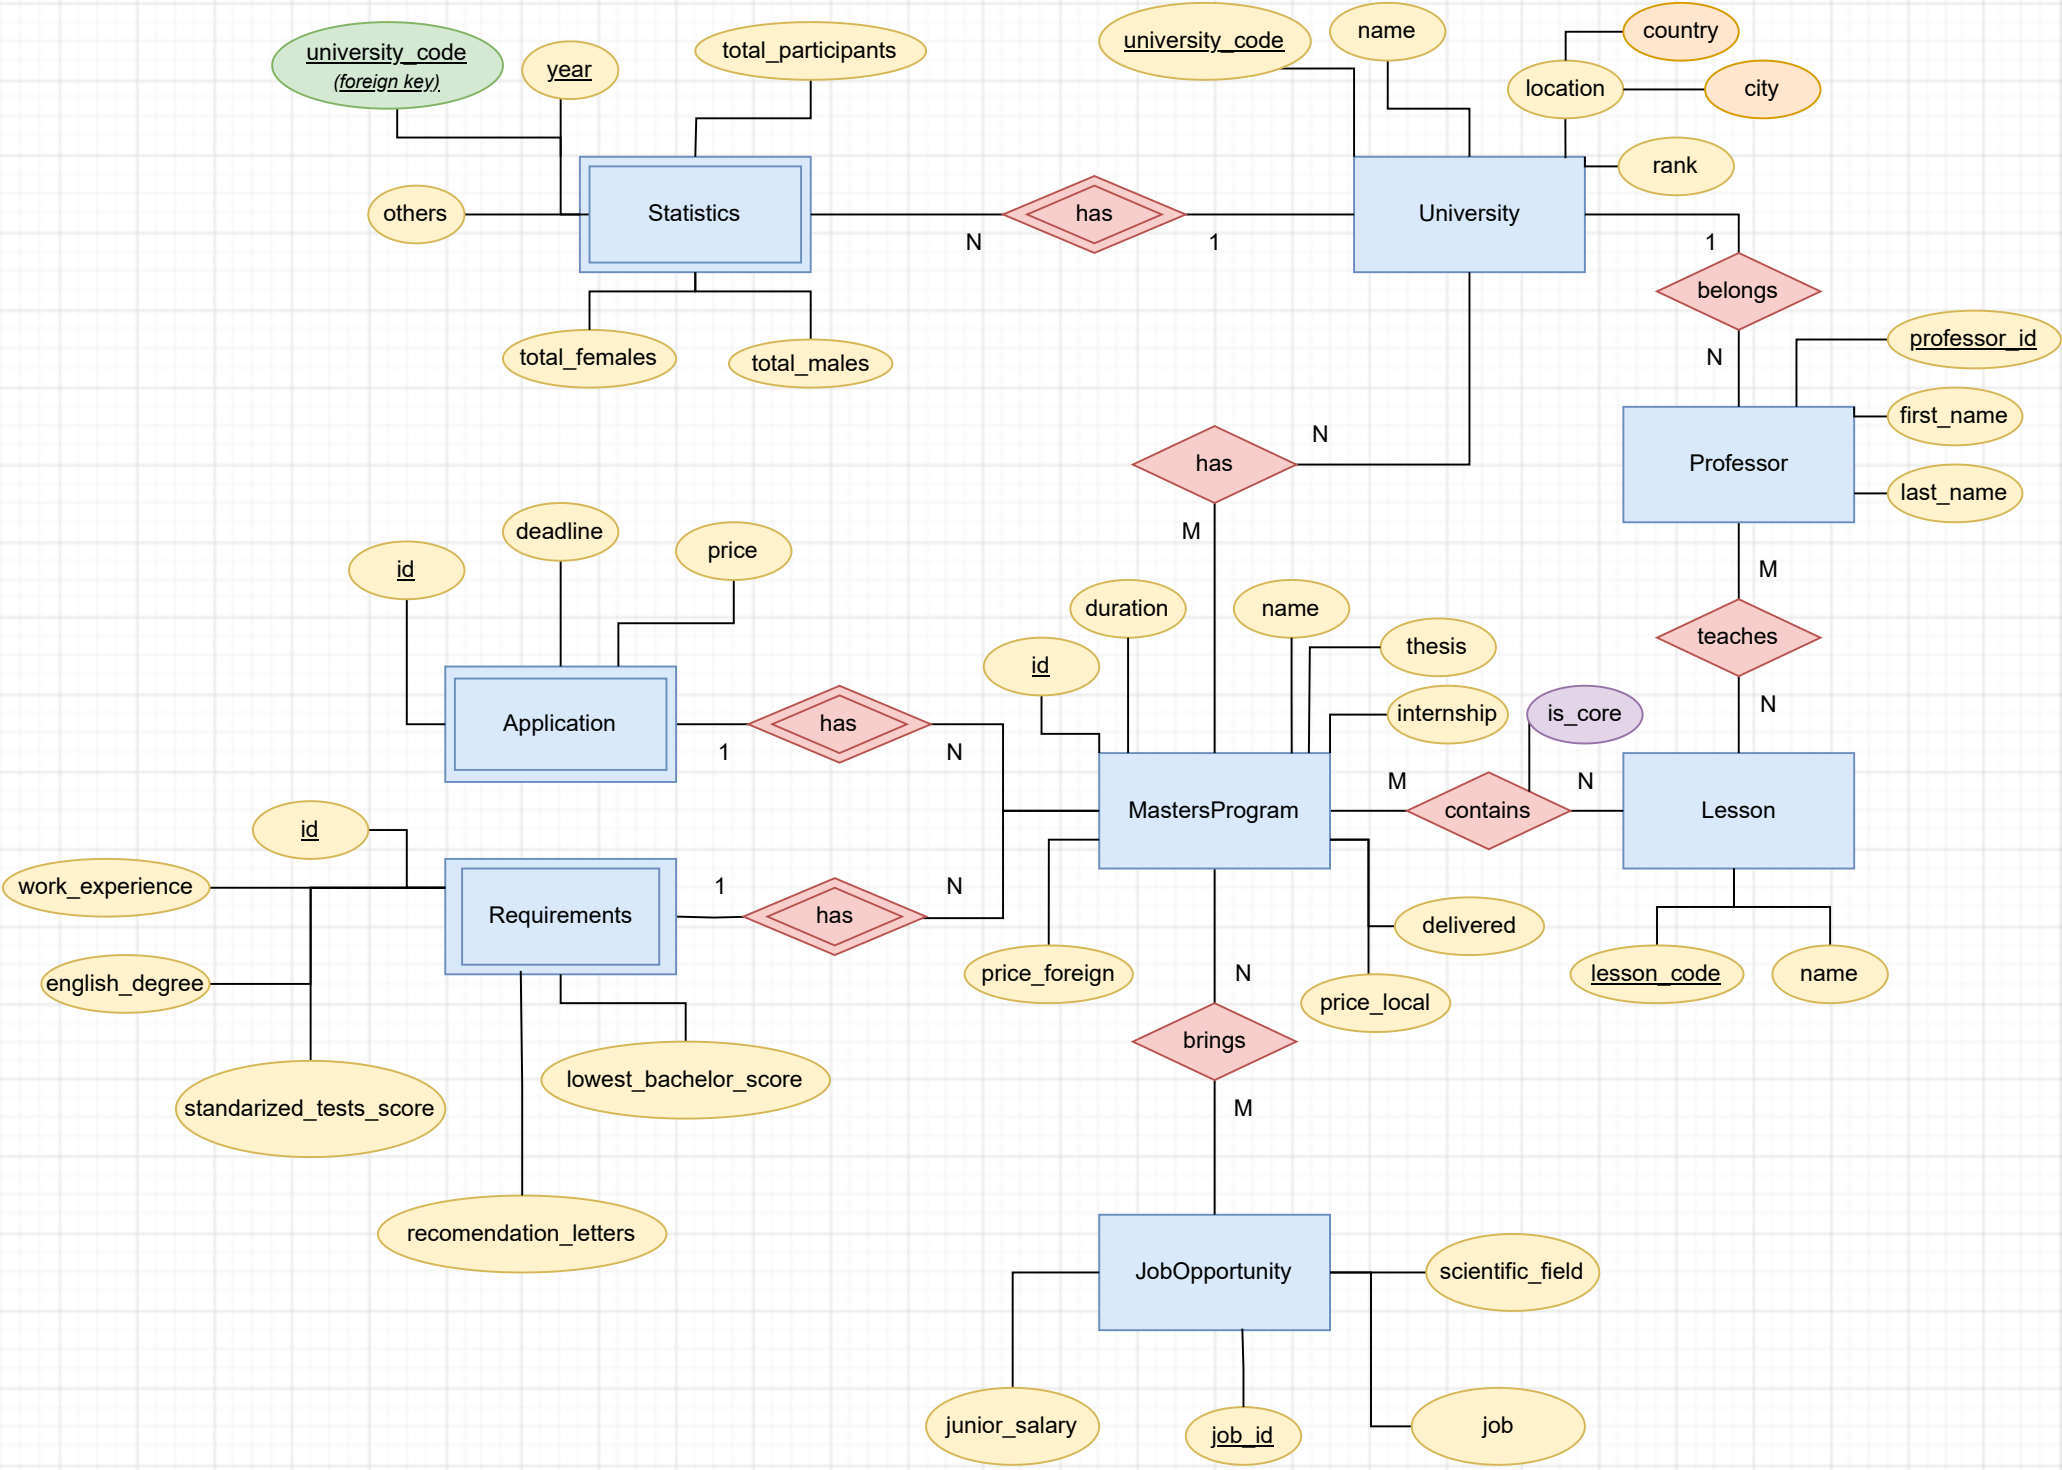 university_code
(foreign key)
year
total_participants
university_code
name
country
location
city
rank
others
Statistics
has
University
N
1
1
belongs
total_females
total_males
N
professor_id
first_name
Professor
last_name
has
N
M
M
teaches
N
id
deadline
price
Application
has
1
N
id
duration
name
thesis
internship
is_core
MastersProgram
M
contains
N
Lesson
id
work_experience
Requirements
1
has
N
english_degree
standarized_tests_score
lowest_bachelor_score
recomendation_letters
price_foreign
delivered
price_local
lesson_code
name
N
brings
M
JobOpportunity
scientific_field
junior_salary
job_id
job